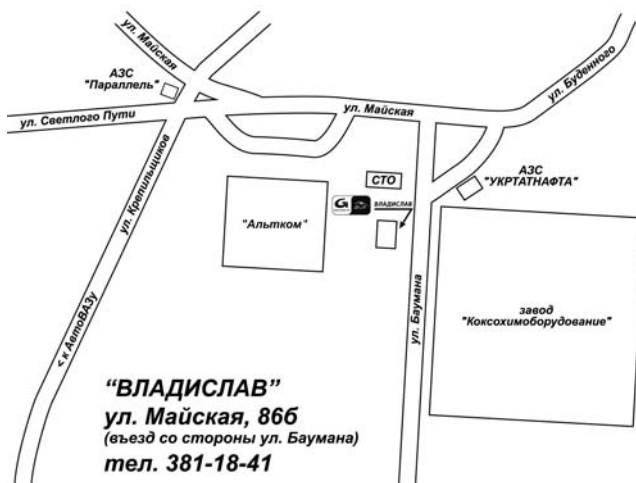 ул. Майская
АЗС
"Параллель"
ул. Светлого Пути
ул. Майская
ул. Буденного
ул. Крепильщиков
СТО
АЗС
"УКРТАТНАФТА"
G
ВЛАДИСЛАВ
"Альтком"
ул. Баумана
завод
"Коксохимоборудование"
< к АвтоВАЗу
“ВЛАДИСЛАВ”
ул. Майская, 86б
(въезд со стороны ул. Баумана)
тел. 381-18-41